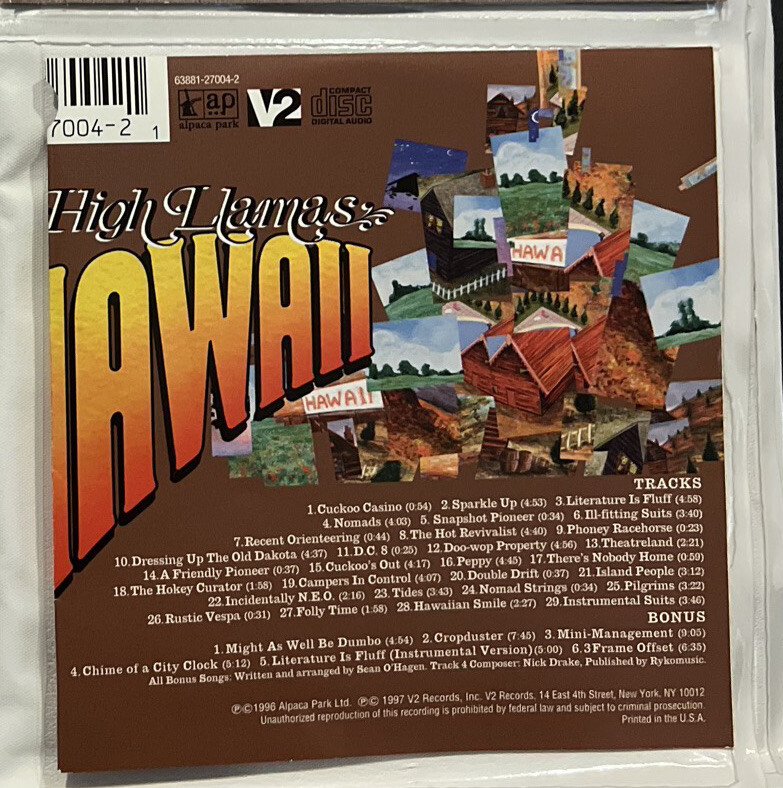 63881-27004-2
7004-2 1
ap
alpaca park
V2
COMPACT
disc
DIGITAL AUDIO
High Llamas
HAWAII
HAWA
HAWAII
TRACKS
1.Cuckoo Casino (0:54) 2.Sparkle Up (4:53) 3.Literature Is Fluff (4:58)
4.Nomads (4:03) 5. Snapshot Pioneer (0:34) 6.Ill-fitting Suits (3:40)
7.Recent Orienteering (0:44) 8.The Hot Revivalist (4:40) 9.Phoney Racehorse (0:23)
10.Dressing Up The Old Dakota (4:37) 11.D.C. 8 (0:25) 12.Doo-wop Property (4:56) 13.Theatreland (2:21)
14.A Friendly Pioneer (0:37) 15.Cuckoo's Out (4:17) 16.Peppy (4:45) 17.There's Nobody Home (0:59)
18.The Hokey Curator (1:58) 19.Campers In Control (4:07) 20.Double Drift (0:37) 21.Island People (3:12)
22.Incidentally N.E.O. (2:16) 23. Tides (3:43) 24.Nomad Strings (0:34) 25.Pilgrims (3:22)
26.Rustic Vespa (0:31) 27.Folly Time (1:58) 28.Hawaiian Smile (2:27) 29.Instrumental Suits (3:46)
BONUS
1.Might As Well Be Dumbo (4:54) 2.Cropduster (7:45) 3.Mini-Management (9:05)
4.Chime of a City Clock (5:12) 5.Literature Is Fluff (Instrumental Version)(5:00) 6.3Frame Offset (6:35)
All Bonus Songs: Written and arranged by Sean O'Hagen. Track 4 Composer: Nick Drake, Published by Rykomusic.
℗©1996 Alpaca Park Ltd. ℗© 1997 V2 Records, Inc. V2 Records, 14 East 4th Street, New York, NY 10012
Unauthorized reproduction of this recording is prohibited by federal law and subject to criminal prosecution.
Printed in the U.S.A.